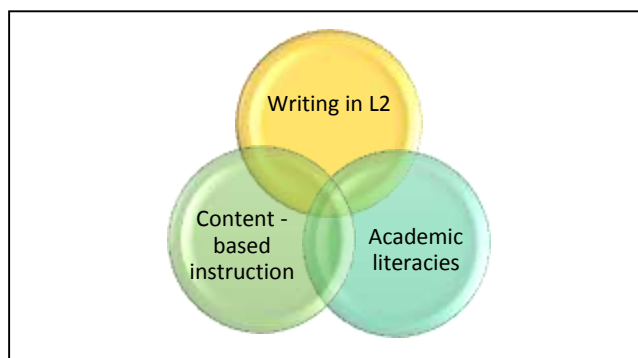 Writing in L2
Content -
based
instruction
Academic
literacies